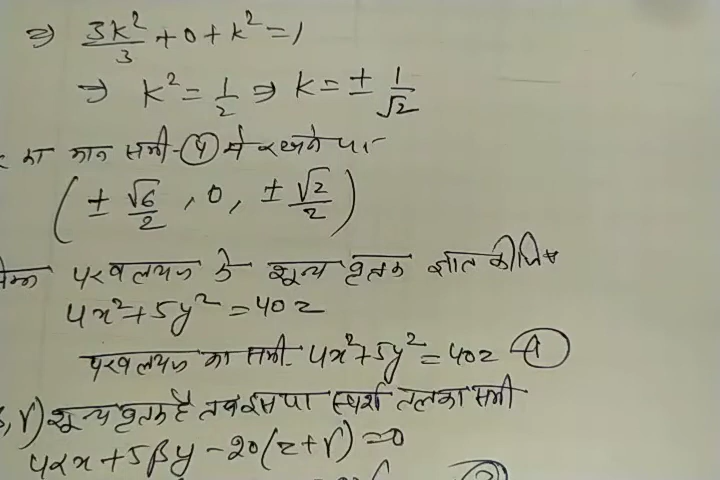 ⇒ 3k²/3 + 0 + k² = 1
⇒ k² = 1/2 ⇒ k = ± 1/√2
का मान समी-④ में रखने पर
(± √6/2 , 0, ± √2/2)
परवलयज के शून्य वृतक ज्ञात कीजिए
4x²+5y² = 40z
परवलयज का समी. 4x²+5y² = 40z ①
, γ) शून्य वृतक है तब इस पा स्पर्श तल का समी
4αx + 5βy - 20(z+γ) = 0
②